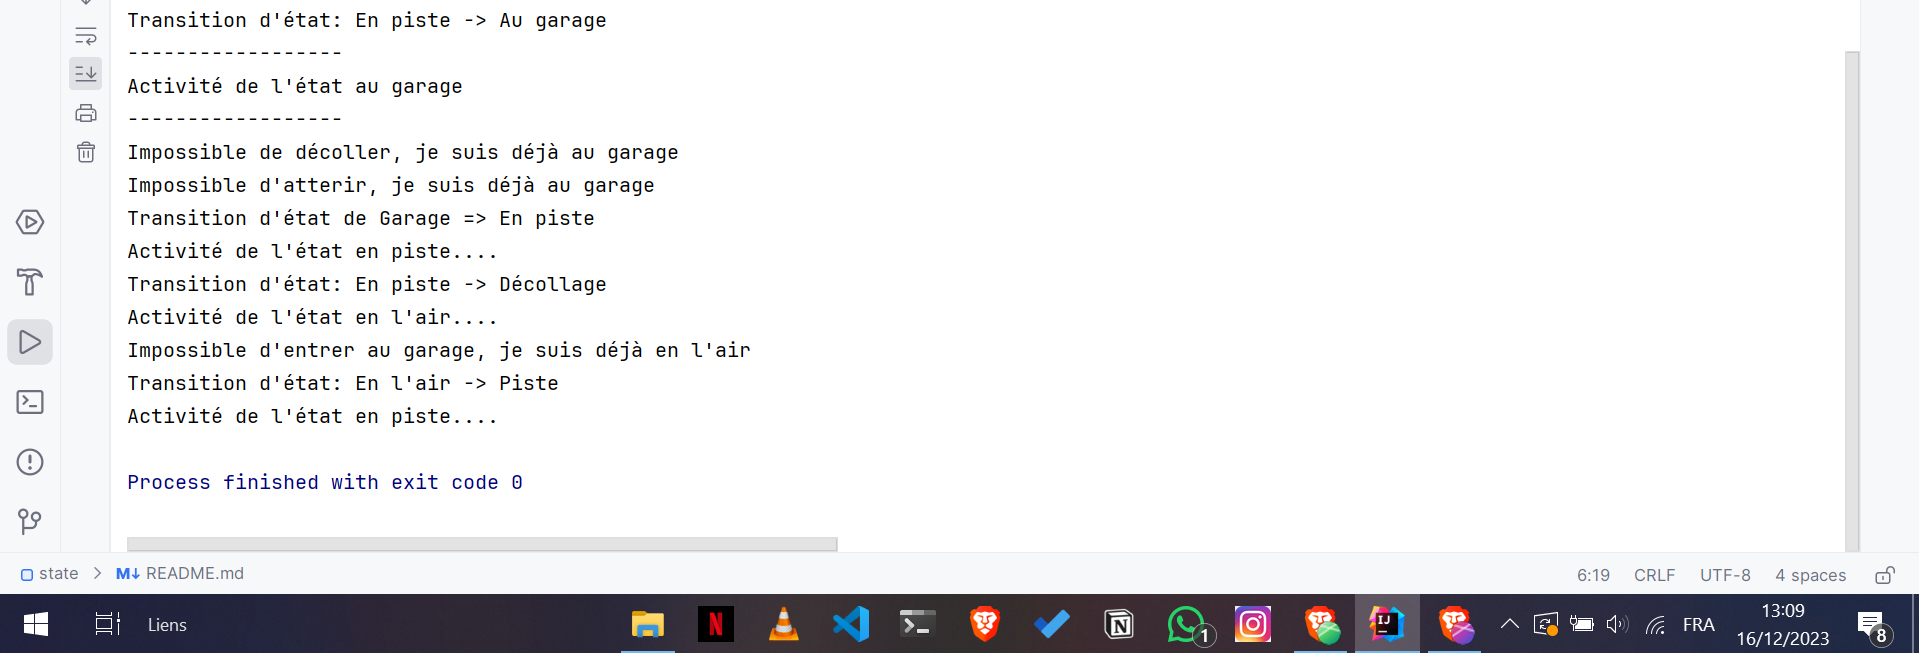 Transition d'état: En piste -> Au garage
------------------
Activité de l'état au garage
------------------
Impossible de décoller, je suis déjà au garage
Impossible d'atterir, je suis déjà au garage
Transition d'état de Garage => En piste
Activité de l'état en piste....
Transition d'état: En piste -> Décollage
Activité de l'état en l'air....
Impossible d'entrer au garage, je suis déjà en l'air
Transition d'état: En l'air -> Piste
Activité de l'état en piste....
Process finished with exit code 0
state > M↓ README.md 6:19 CRLF UTF-8 4 spaces
Liens N N 1 IJ FRA 13:09
16/12/2023 8